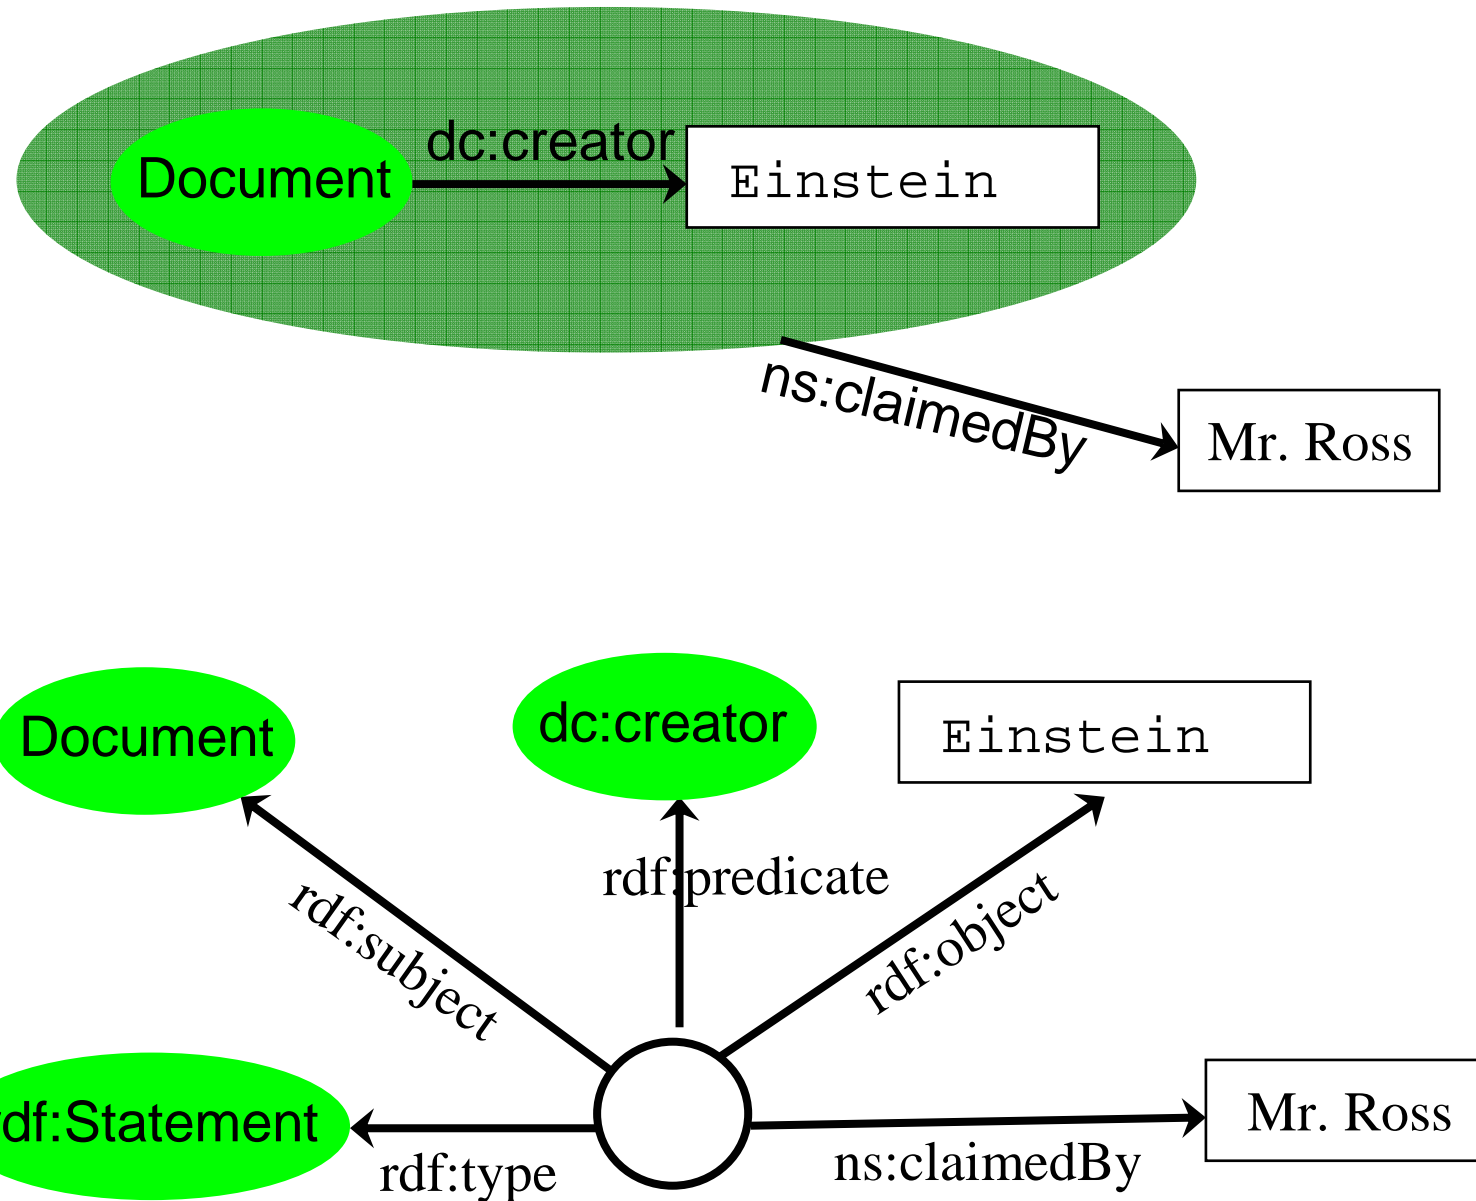 dc:creator
Document
Einstein
ns:claimedBy
Mr. Ross
Document
dc:creator
Einstein
rdf:predicate
rdf:subject
rdf:object
rdf:Statement
Mr. Ross
rdf:type
ns:claimedBy